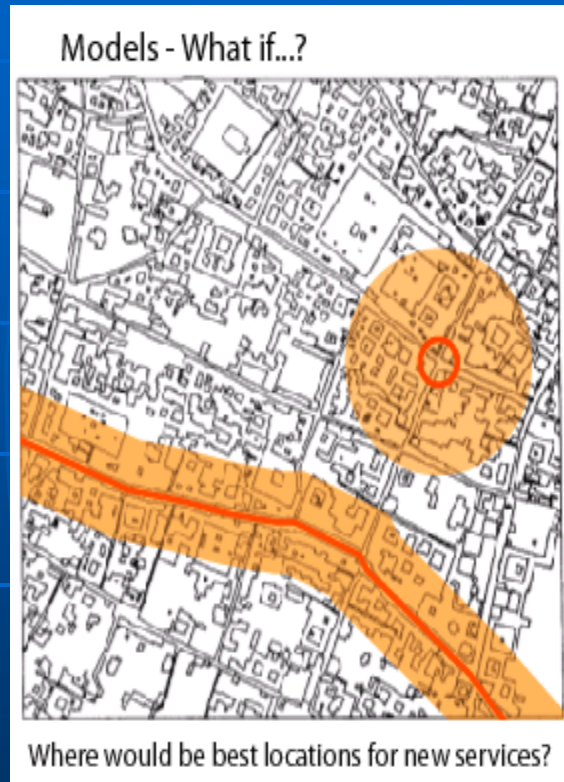 Models - What if...?
Where would be best locations for new services?